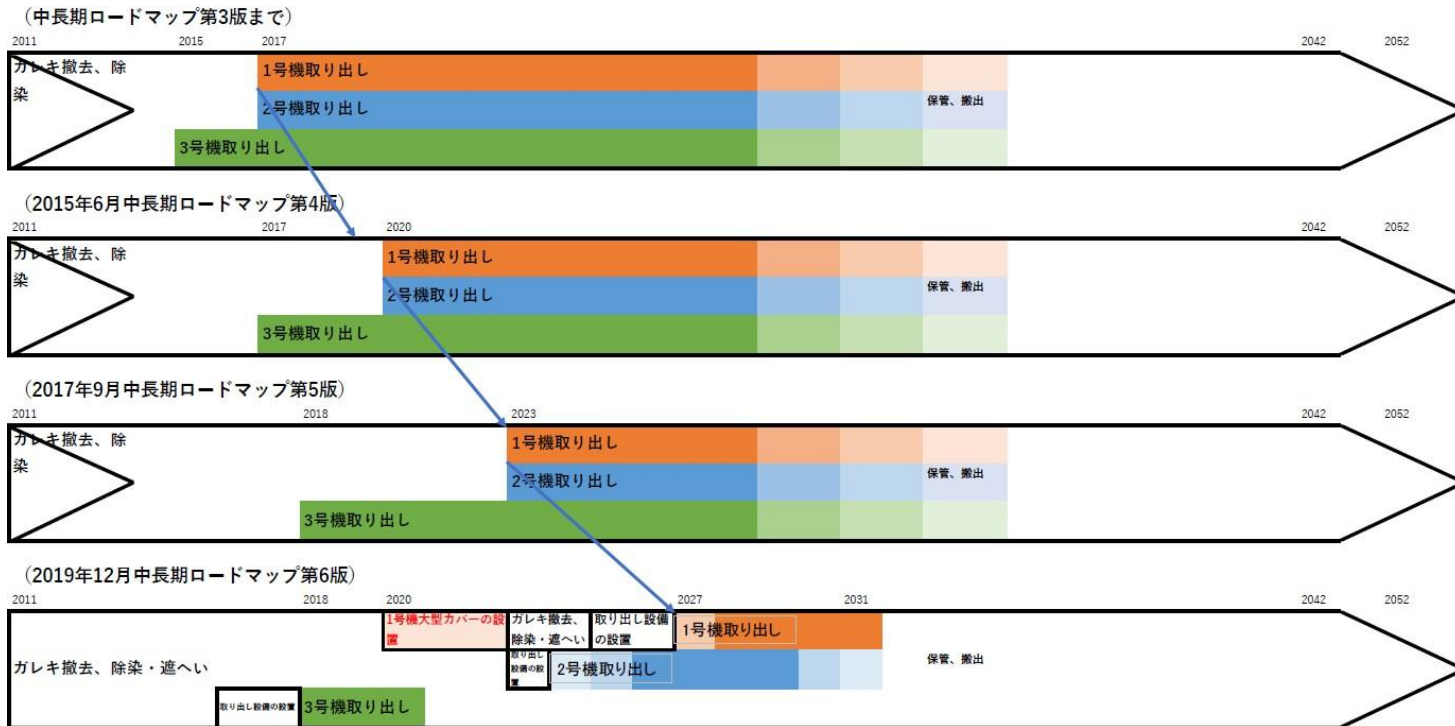 （中長期ロードマップ第3版まで）
2011 2015 2017 2042 2052
ガレキ撤去、除
染
1号機取り出し
2号機取り出し
保管、搬出
3号機取り出し
（2015年6月中長期ロードマップ第4版）
2011 2017 2020 2042 2052
ガレキ撤去、除
染
1号機取り出し
2号機取り出し
保管、搬出
3号機取り出し
（2017年9月中長期ロードマップ第5版）
2011 2018 2023 2042 2052
ガレキ撤去、除
染
1号機取り出し
2号機取り出し
保管、搬出
3号機取り出し
（2019年12月中長期ロードマップ第6版）
2011 2018 2020 2027 2031 2042 2052
1号機大型カバーの設
置
ガレキ撤去、
除染・遮へい
取り出し設備
の設置
1号機取り出し
ガレキ撤去、除染・遮へい
取り出し
設備の設
置
2号機取り出し
保管、搬出
取り出し設備の設置
3号機取り出し